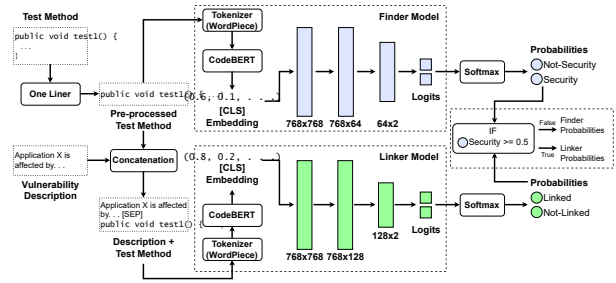 Test Method
public void test1() {
...
}
One Liner
public void test1() {...
Pre-processed
Test Method
Application X is
affected by. . .
Vulnerability
Description
Concatenation
Application X is affected
by. . . [SEP]
public void test1() {
Description +
Test Method
Finder Model
Tokenizer
(WordPiece)
CodeBERT
(0.6, 0.1, . . .)
[CLS]
Embedding
768x768
768x64
64x2
Logits
Softmax
Probabilities
Not-Security
Security
IF
Security >= 0.5
False
Finder
Probabilities
True
Linker
Probabilities
Linker Model
(0.8, 0.2, . . .)
[CLS]
Embedding
CodeBERT
Tokenizer
(WordPiece)
768x768
768x128
128x2
Logits
Softmax
Probabilities
Linked
Not-Linked